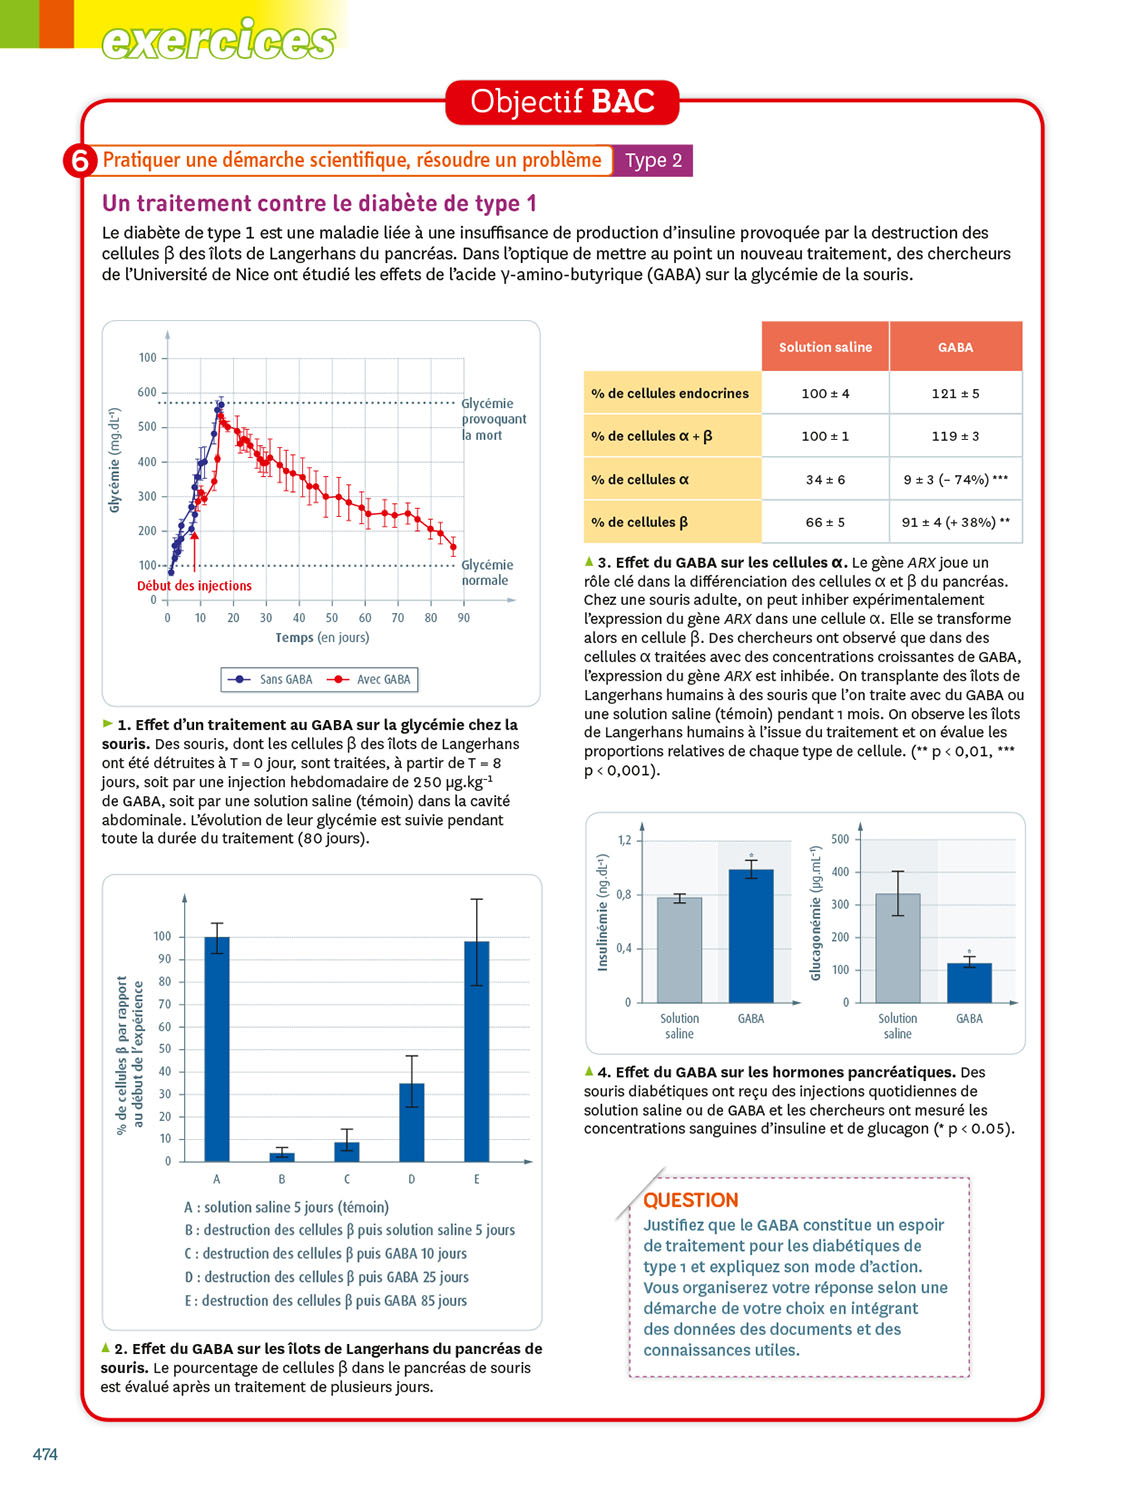 exercices
Objectif BAC
6 Pratiquer une démarche scientifique, résoudre un problème Type 2
Un traitement contre le diabète de type 1
Le diabète de type 1 est une maladie liée à une insuffisance de production d'insuline provoquée par la destruction des
cellules β des îlots de Langerhans du pancréas. Dans l'optique de mettre au point un nouveau traitement, des chercheurs
de l'Université de Nice ont étudié les effets de l'acide γ-amino-butyrique (GABA) sur la glycémie de la souris.
Glycémie (mg.dL⁻¹)
100
600
500
400
300
200
100
0
Glycémie
provoquant
la mort
Glycémie
normale
Début des injections
0 10 20 30 40 50 60 70 80 90
Temps (en jours)
Sans GABA Avec GABA
► 1. Effet d'un traitement au GABA sur la glycémie chez la
souris. Des souris, dont les cellules β des îlots de Langerhans
ont été détruites à T = 0 jour, sont traitées, à partir de T = 8
jours, soit par une injection hebdomadaire de 250 µg.kg⁻¹
de GABA, soit par une solution saline (témoin) dans la cavité
abdominale. L'évolution de leur glycémie est suivie pendant
toute la durée du traitement (80 jours).
% de cellules β par rapport
au début de l'expérience
100
90
80
70
60
50
40
30
20
10
0
A B C D E
A : solution saline 5 jours (témoin)
B : destruction des cellules β puis solution saline 5 jours
C : destruction des cellules β puis GABA 10 jours
D : destruction des cellules β puis GABA 25 jours
E : destruction des cellules β puis GABA 85 jours
▲ 2. Effet du GABA sur les îlots de Langerhans du pancréas de
souris. Le pourcentage de cellules β dans le pancréas de souris
est évalué après un traitement de plusieurs jours.
Solution saline GABA
% de cellules endocrines 100 ± 4 121 ± 5
% de cellules α + β 100 ± 1 119 ± 3
% de cellules α 34 ± 6 9 ± 3 (– 74%) ***
% de cellules β 66 ± 5 91 ± 4 (+ 38%) **
▲ 3. Effet du GABA sur les cellules α. Le gène ARX joue un
rôle clé dans la différenciation des cellules α et β du pancréas.
Chez une souris adulte, on peut inhiber expérimentalement
l'expression du gène ARX dans une cellule α. Elle se transforme
alors en cellule β. Des chercheurs ont observé que dans des
cellules α traitées avec des concentrations croissantes de GABA,
l'expression du gène ARX est inhibée. On transplante des îlots de
Langerhans humains à des souris que l'on traite avec du GABA ou
une solution saline (témoin) pendant 1 mois. On observe les îlots
de Langerhans humains à l'issue du traitement et on évalue les
proportions relatives de chaque type de cellule. (** p < 0,01, ***
p < 0,001).
Insulinémie (ng.dL⁻¹)
1,2
0,8
0,4
0
*
Solution
saline
GABA
Glucagonémie (µg.mL⁻¹)
500
400
300
200
100
0
*
Solution
saline
GABA
▲ 4. Effet du GABA sur les hormones pancréatiques. Des
souris diabétiques ont reçu des injections quotidiennes de
solution saline ou de GABA et les chercheurs ont mesuré les
concentrations sanguines d'insuline et de glucagon (* p < 0.05).
QUESTION
Justifiez que le GABA constitue un espoir
de traitement pour les diabétiques de
type 1 et expliquez son mode d'action.
Vous organiserez votre réponse selon une
démarche de votre choix en intégrant
des données des documents et des
connaissances utiles.
474